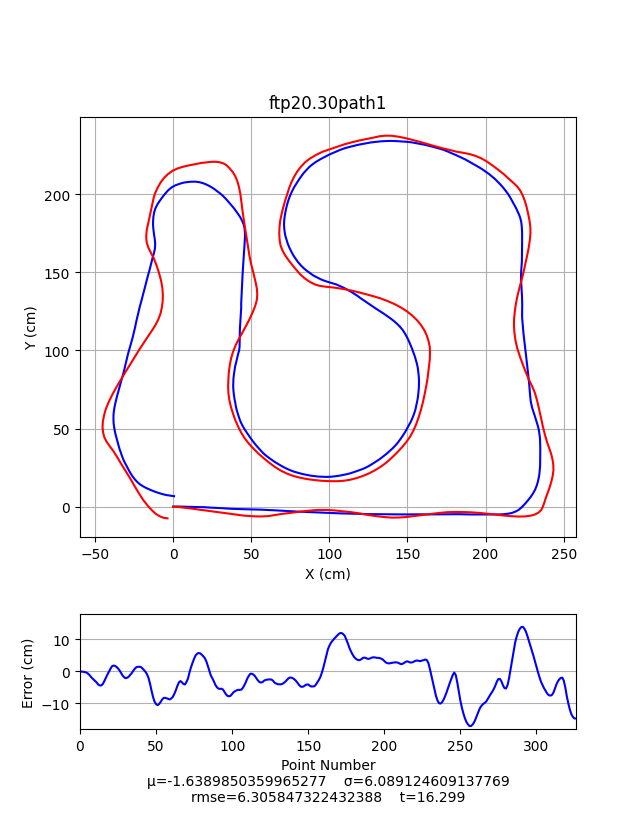 ftp20.30path1
Y (cm)
200
150
100
50
0
−50 0 50 100 150 200 250
X (cm)
Error (cm)
10
0
−10
0 50 100 150 200 250 300
Point Number
μ=-1.6389850359965277 σ=6.089124609137769
rmse=6.305847322432388 t=16.299